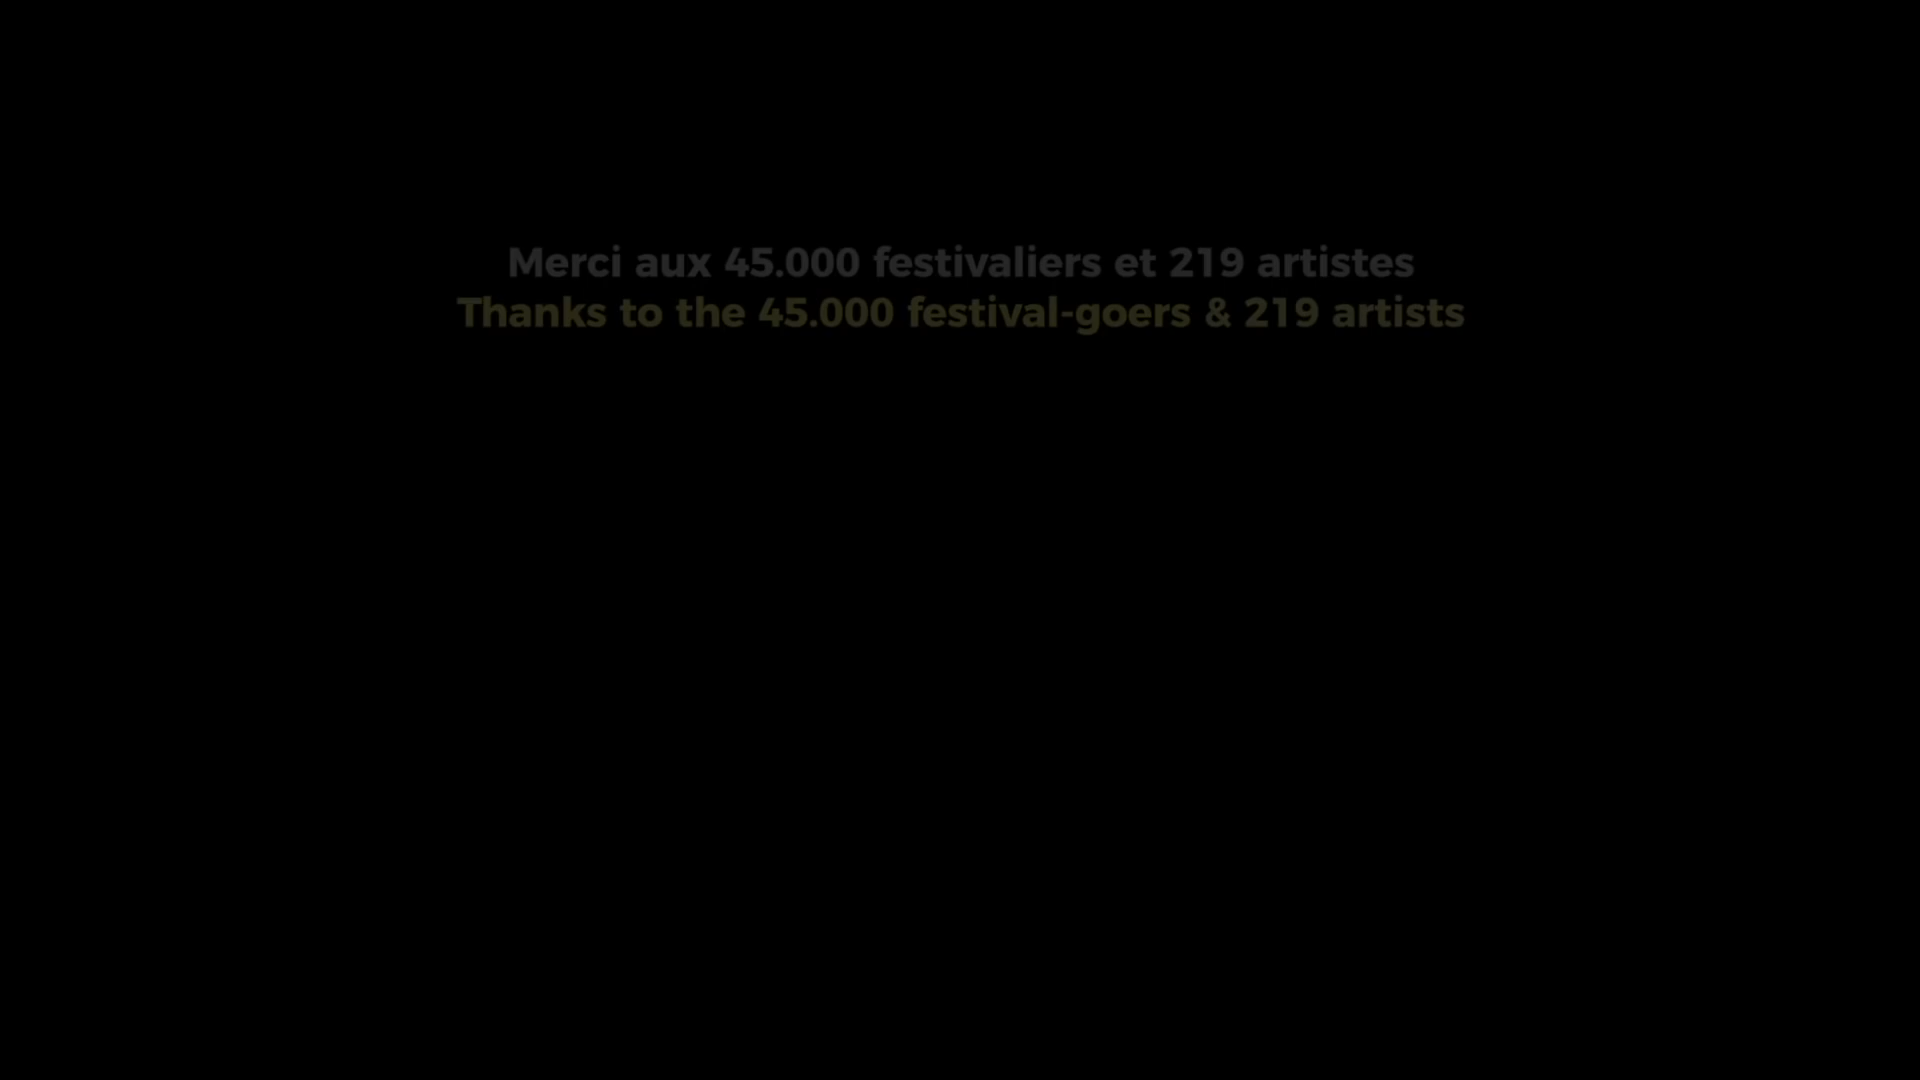 Merci aux 45.000 festivaliers et 219 artistes
Thanks to the 45.000 festival-goers & 219 artists